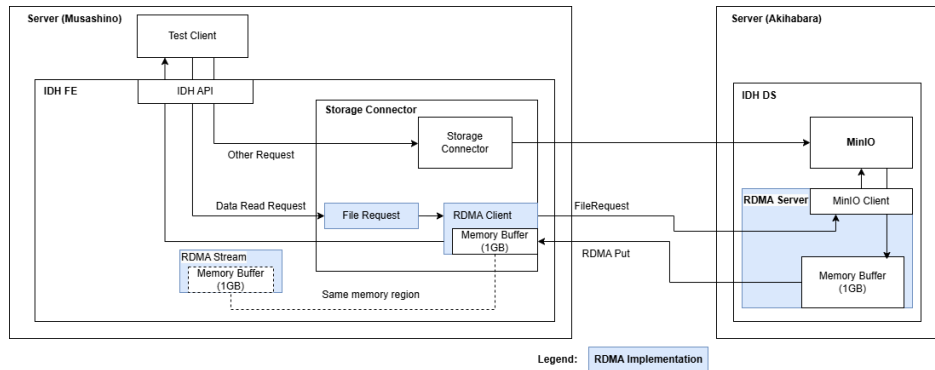 Server (Musashino)
Test Client
IDH FE
IDH API
Storage Connector
Storage
Connector
Other Request
Data Read Request
File Request
RDMA Client
Memory Buffer
(1GB)
RDMA Stream
Memory Buffer
(1GB)
Same memory region
FileRequest
RDMA Put
Server (Akihabara)
IDH DS
MinIO
RDMA Server
MinIO Client
Memory Buffer
(1GB)
Legend:
RDMA Implementation